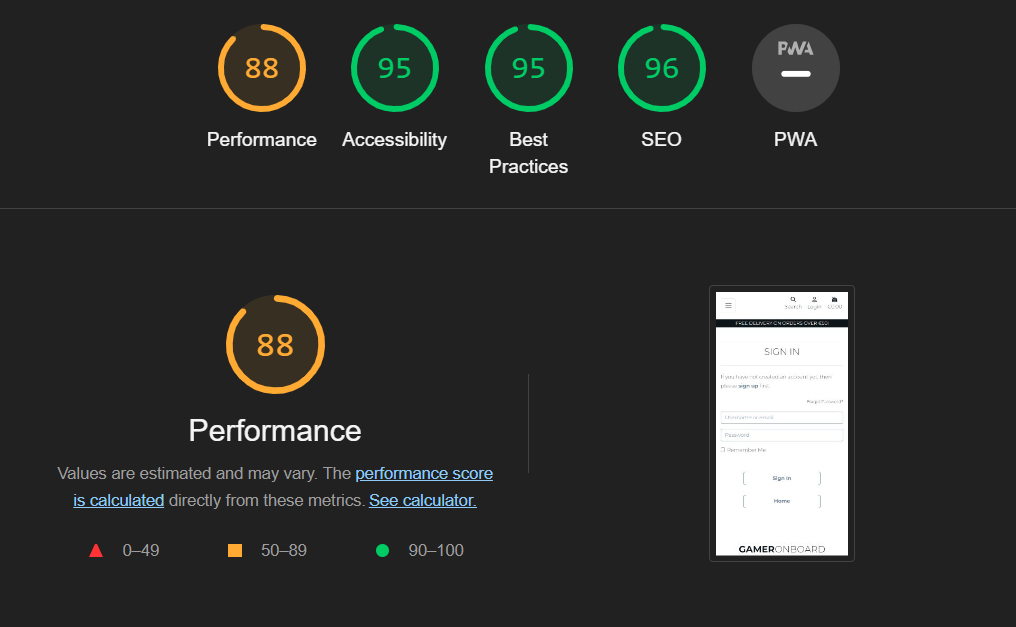 88
95
95
96
PWA
Performance
Accessibility
Best
Practices
SEO
PWA
88
Performance
Values are estimated and may vary. The performance score
is calculated directly from these metrics. See calculator.
0–49
50–89
90–100
Search
Login
£0.00
FREE DELIVERY ON ORDERS OVER £50!
SIGN IN
If you have not created an account yet, then
please sign up first.
Forgot Password?
Username or email
Password
Remember Me
Sign In
Home
GAMERONBOARD